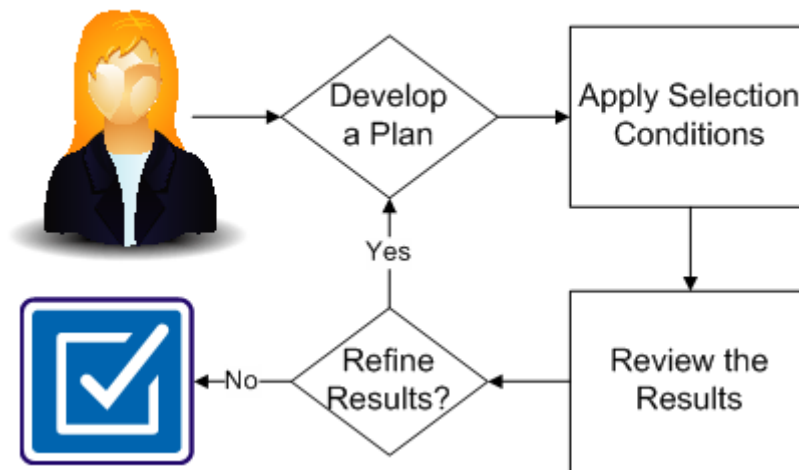 Develop
a Plan
Apply Selection
Conditions
Yes
No
Refine
Results?
Review the
Results